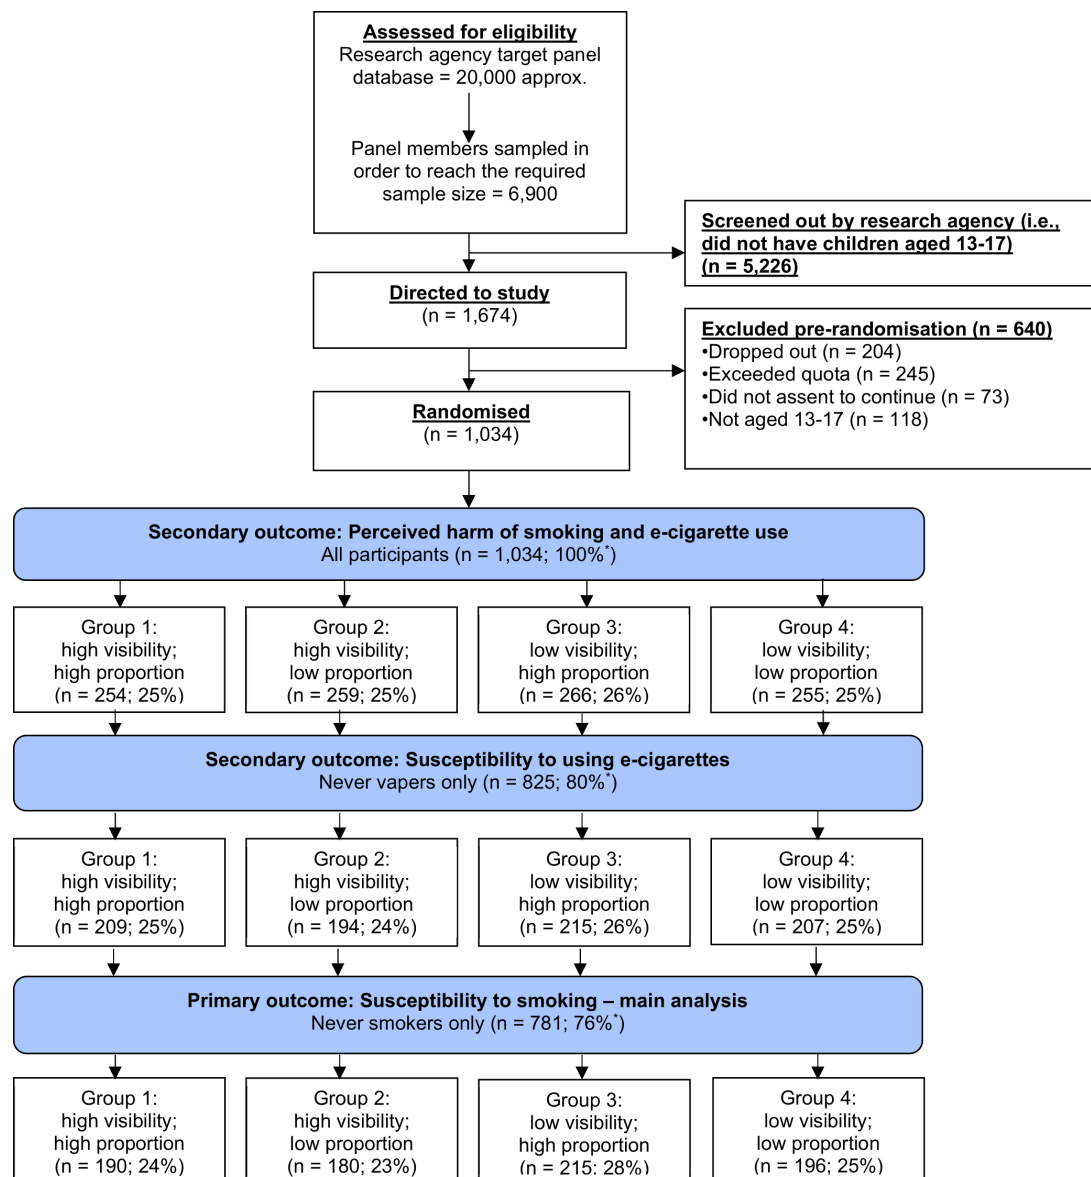 Assessed for eligibility
Research agency target panel
database = 20,000 approx.
Panel members sampled in
order to reach the required
sample size = 6,900
Screened out by research agency (i.e.,
did not have children aged 13-17)
(n = 5,226)
Directed to study
(n = 1,674)
Excluded pre-randomisation (n = 640)
•Dropped out (n = 204)
•Exceeded quota (n = 245)
•Did not assent to continue (n = 73)
•Not aged 13-17 (n = 118)
Randomised
(n = 1,034)
Secondary outcome: Perceived harm of smoking and e-cigarette use
All participants (n = 1,034; 100%*)
Group 1:
high visibility;
high proportion
(n = 254; 25%)
Group 2:
high visibility;
low proportion
(n = 259; 25%)
Group 3:
low visibility;
high proportion
(n = 266; 26%)
Group 4:
low visibility;
low proportion
(n = 255; 25%)
Secondary outcome: Susceptibility to using e-cigarettes
Never vapers only (n = 825; 80%*)
Group 1:
high visibility;
high proportion
(n = 209; 25%)
Group 2:
high visibility;
low proportion
(n = 194; 24%)
Group 3:
low visibility;
high proportion
(n = 215; 26%)
Group 4:
low visibility;
low proportion
(n = 207; 25%)
Primary outcome: Susceptibility to smoking – main analysis
Never smokers only (n = 781; 76%*)
Group 1:
high visibility;
high proportion
(n = 190; 24%)
Group 2:
high visibility;
low proportion
(n = 180; 23%)
Group 3:
low visibility;
high proportion
(n = 215; 28%)
Group 4:
low visibility;
low proportion
(n = 196; 25%)